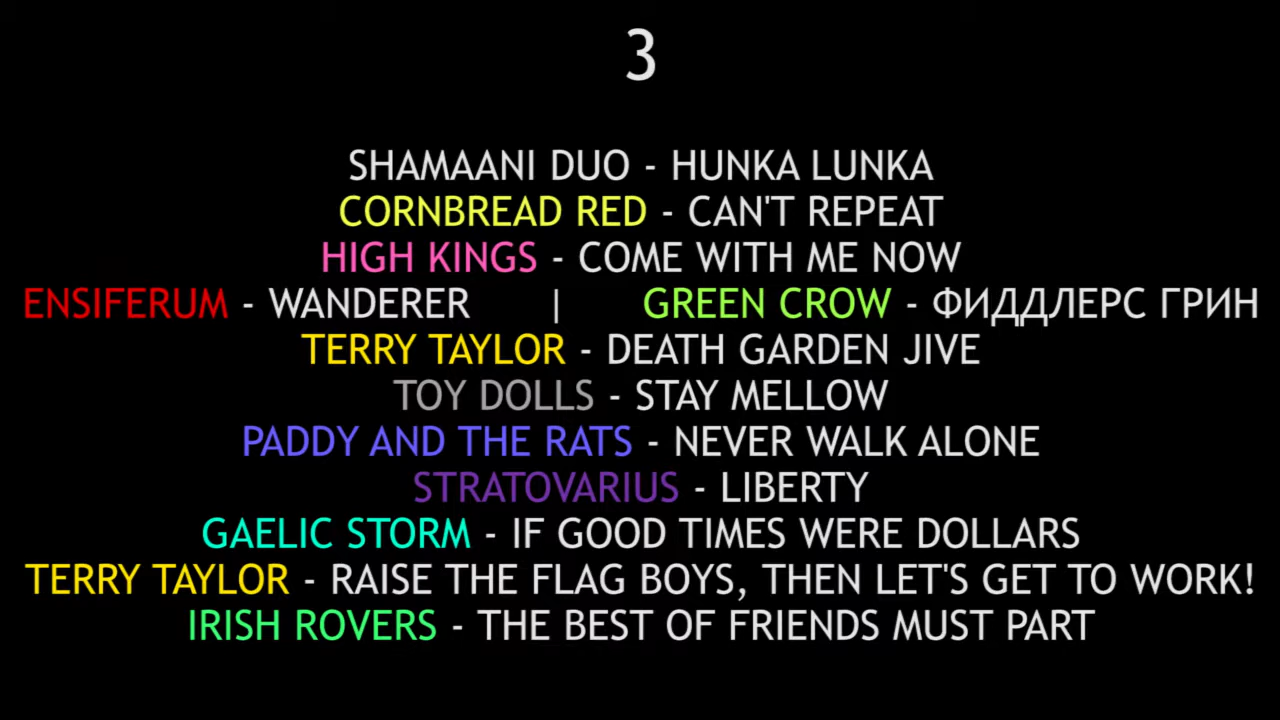 3
SHAMAANI DUO - HUNKA LUNKA
CORNBREAD RED - CAN'T REPEAT
HIGH KINGS - COME WITH ME NOW
ENSIFERUM - WANDERER | GREEN CROW - ФИДДЛЕРС ГРИН
TERRY TAYLOR - DEATH GARDEN JIVE
TOY DOLLS - STAY MELLOW
PADDY AND THE RATS - NEVER WALK ALONE
STRATOVARIUS - LIBERTY
GAELIC STORM - IF GOOD TIMES WERE DOLLARS
TERRY TAYLOR - RAISE THE FLAG BOYS, THEN LET'S GET TO WORK!
IRISH ROVERS - THE BEST OF FRIENDS MUST PART